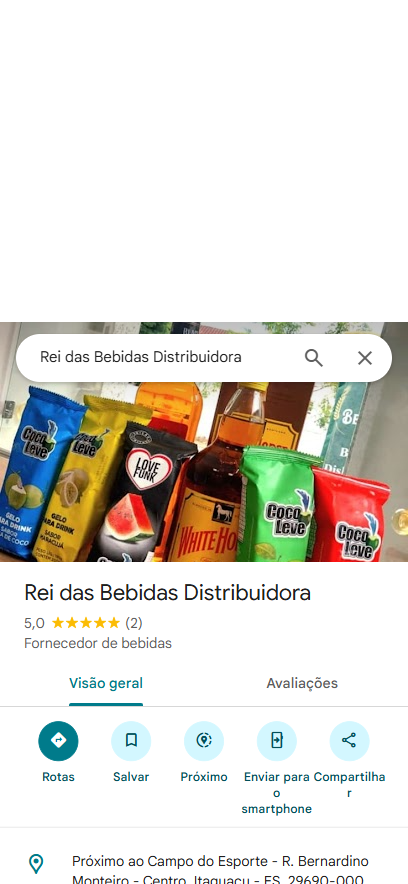 Rei das Bebidas Distribuidora
Coco
Leve
GELO
PARA DRINK
SABOR
Coco
Leve
GELO
PARA DRINK
SABOR
MARACUJÁ
LOVE
FUNK
WHITE HO
Coco
Leve
Coco
Leve
Rei das Bebidas Distribuidora
5,0 (2)
Fornecedor de bebidas
Visão geral
Avaliações
Rotas
Salvar
Próximo
Enviar para
o
smartphone
Compartilha
r
Próximo ao Campo do Esporte - R. Bernardino
Monteiro - Centro, Itaguaçu - ES, 29690-000